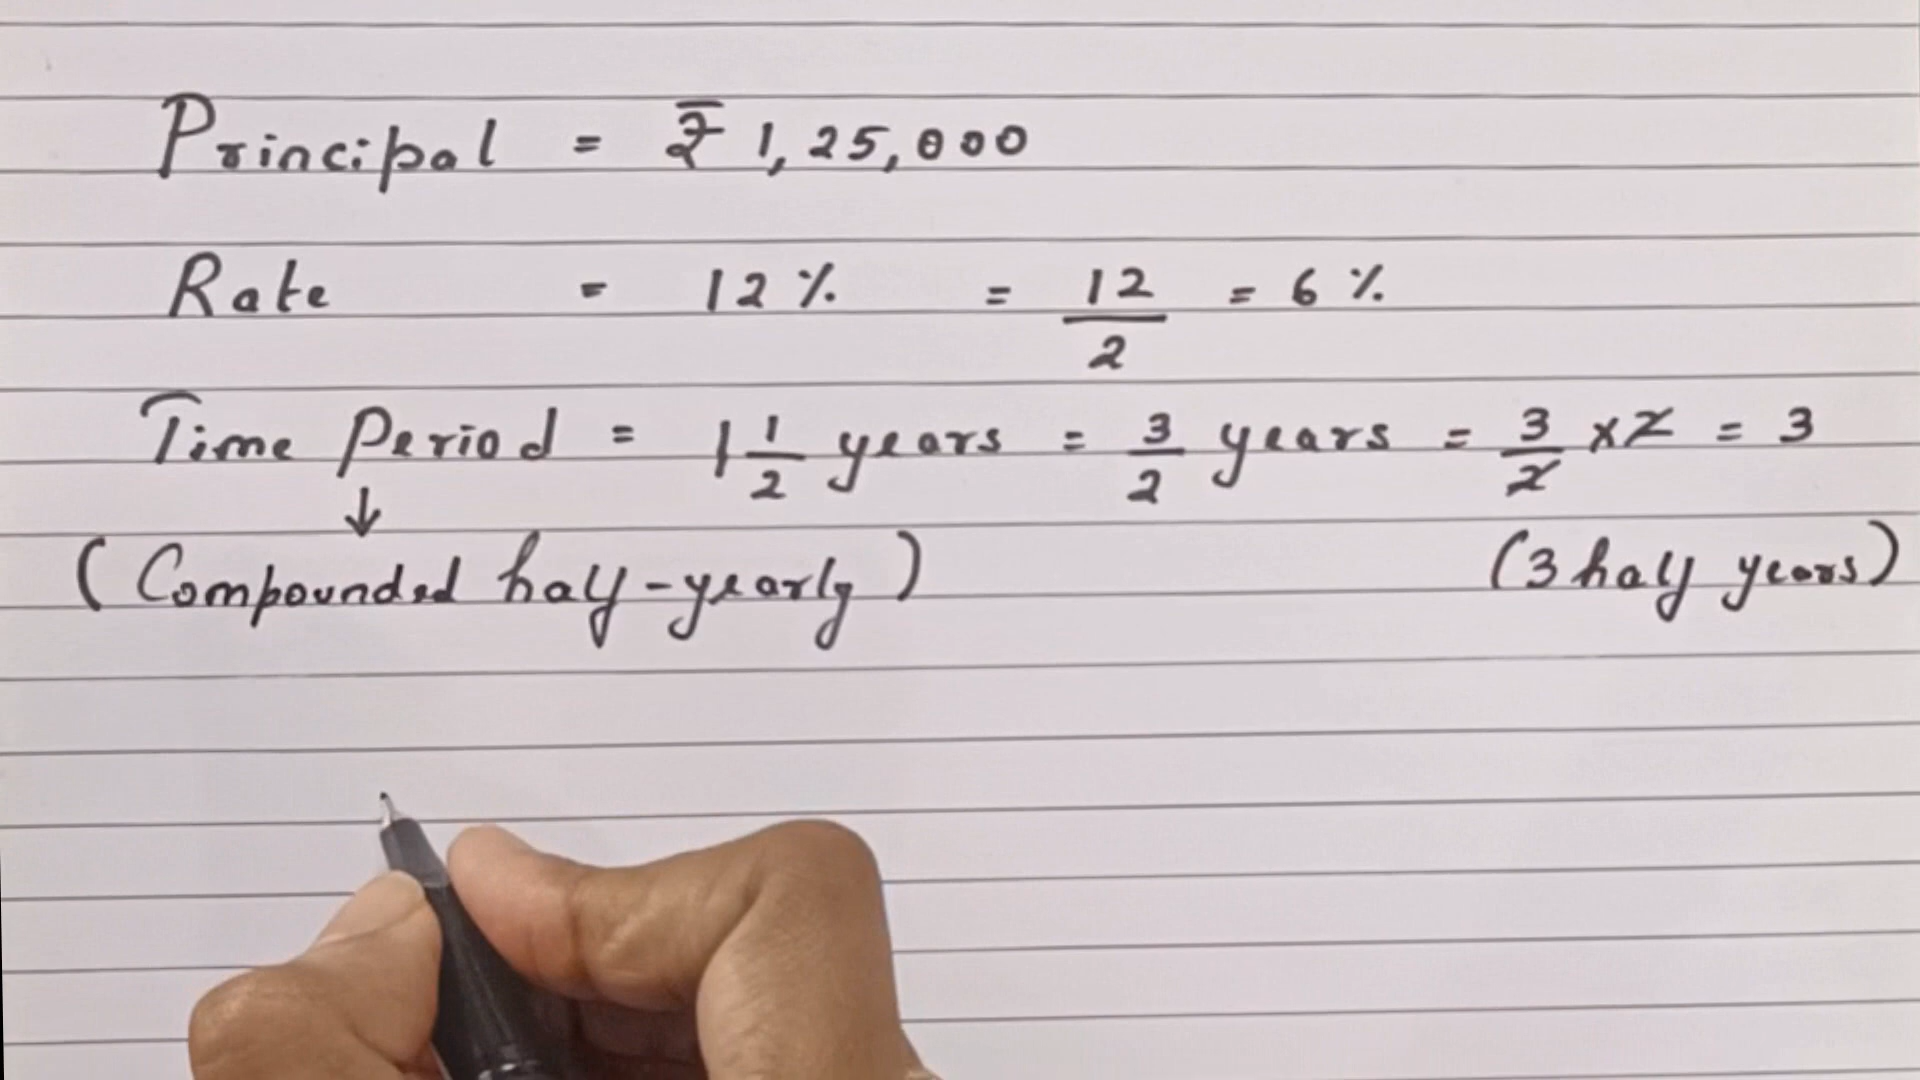 Principal = ₹ 1,25,000
Rate = 12 % = 12/2 = 6 %
Time Period = 1 1/2 years = 3/2 years = 3/2 x 2 = 3
↓
(Compounded half-yearly) (3 half years)